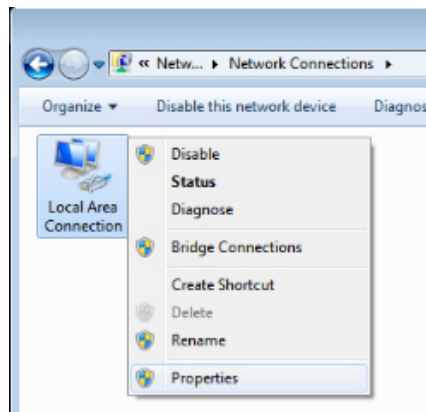 « Netw... ▸ Network Connections ▸
Organize ▾ Disable this network device Diagnos
Local Area
Connection
Disable
Status
Diagnose
Bridge Connections
Create Shortcut
Delete
Rename
Properties